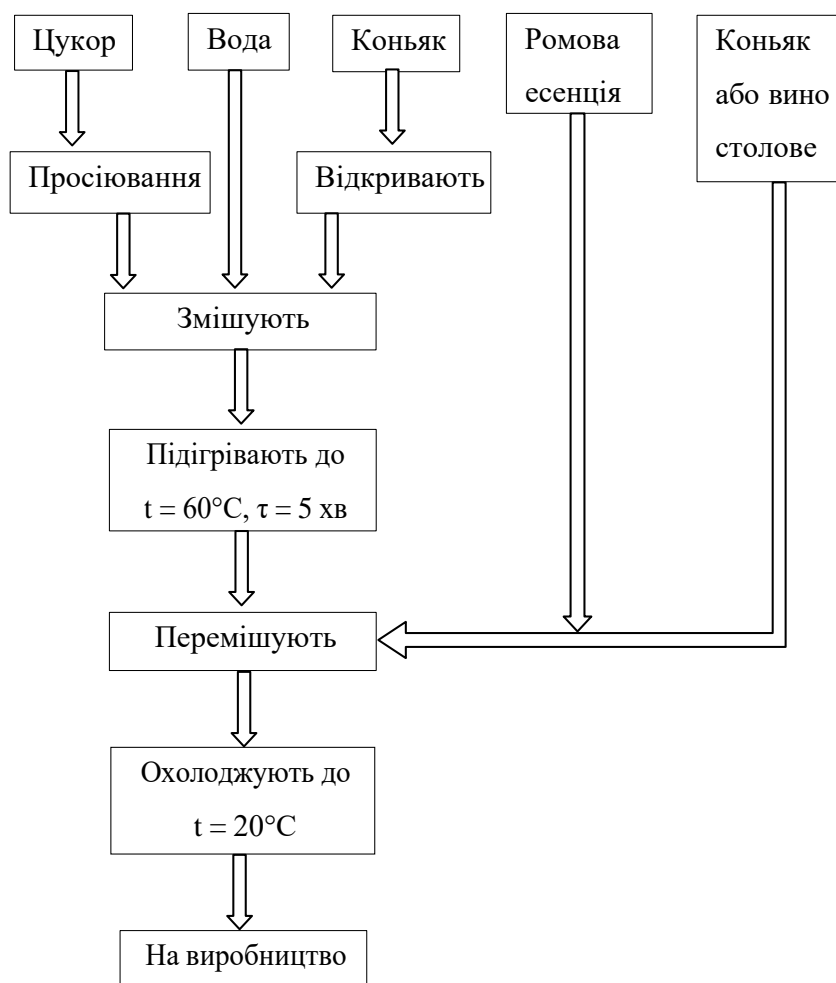 Цукор
Вода
Коньяк
Ромова
есенція
Коньяк
або вино
столове
Просіювання
Відкривають
Змішують
Підігрівають до
t = 60°C, τ = 5 хв
Перемішують
Охолоджують до
t = 20°C
На виробництво